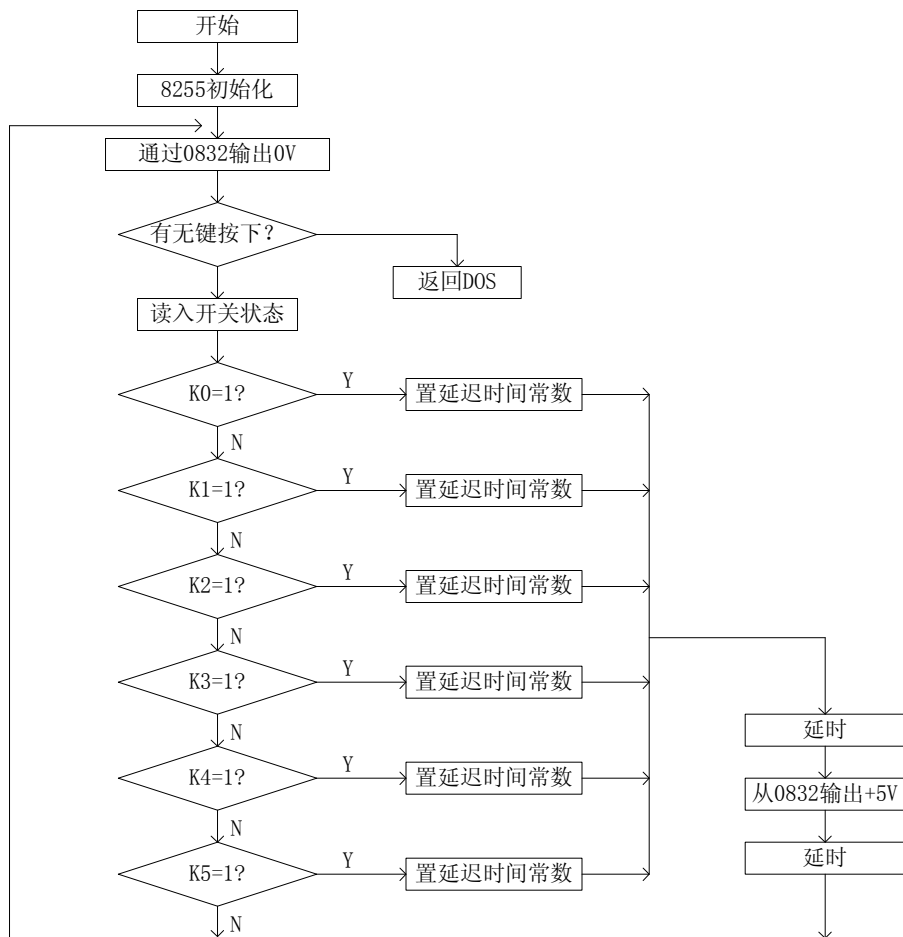 开始
8255初始化
通过0832输出0V
有无键按下?
返回DOS
读入开关状态
K0=1?
Y
置延迟时间常数
N
K1=1?
Y
置延迟时间常数
N
K2=1?
Y
置延迟时间常数
N
K3=1?
Y
置延迟时间常数
N
延时
K4=1?
Y
置延迟时间常数
从0832输出+5V
N
延时
K5=1?
Y
置延迟时间常数
N